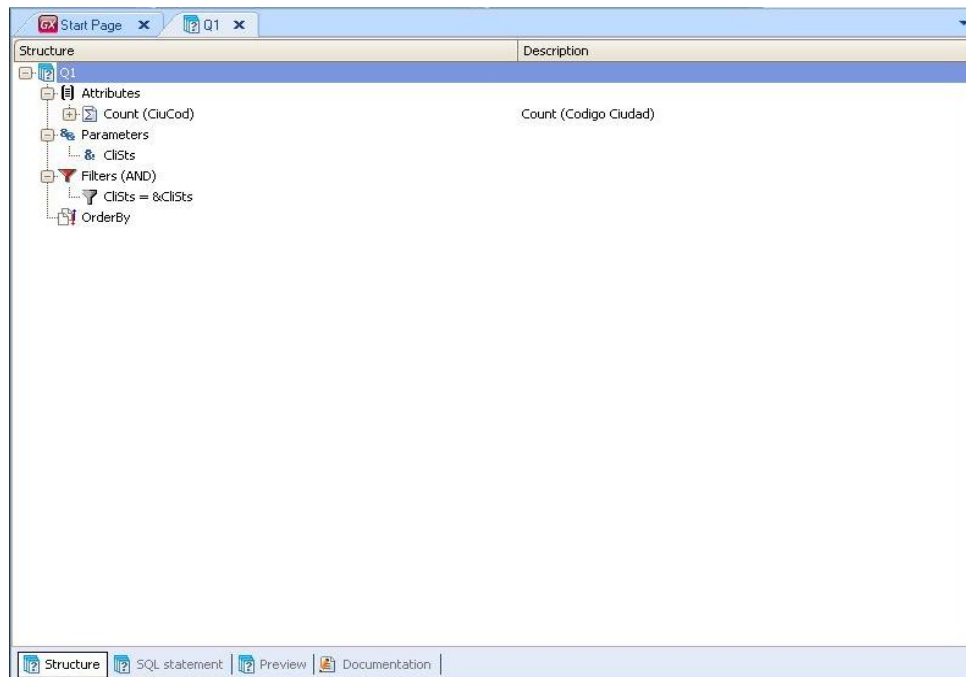 GX Start Page
Q1
Structure Description
Q1
Attributes
Count (CiuCod) Count (Codigo Ciudad)
Parameters
CliSts
Filters (AND)
CliSts = &CliSts
OrderBy
Structure SQL statement Preview Documentation